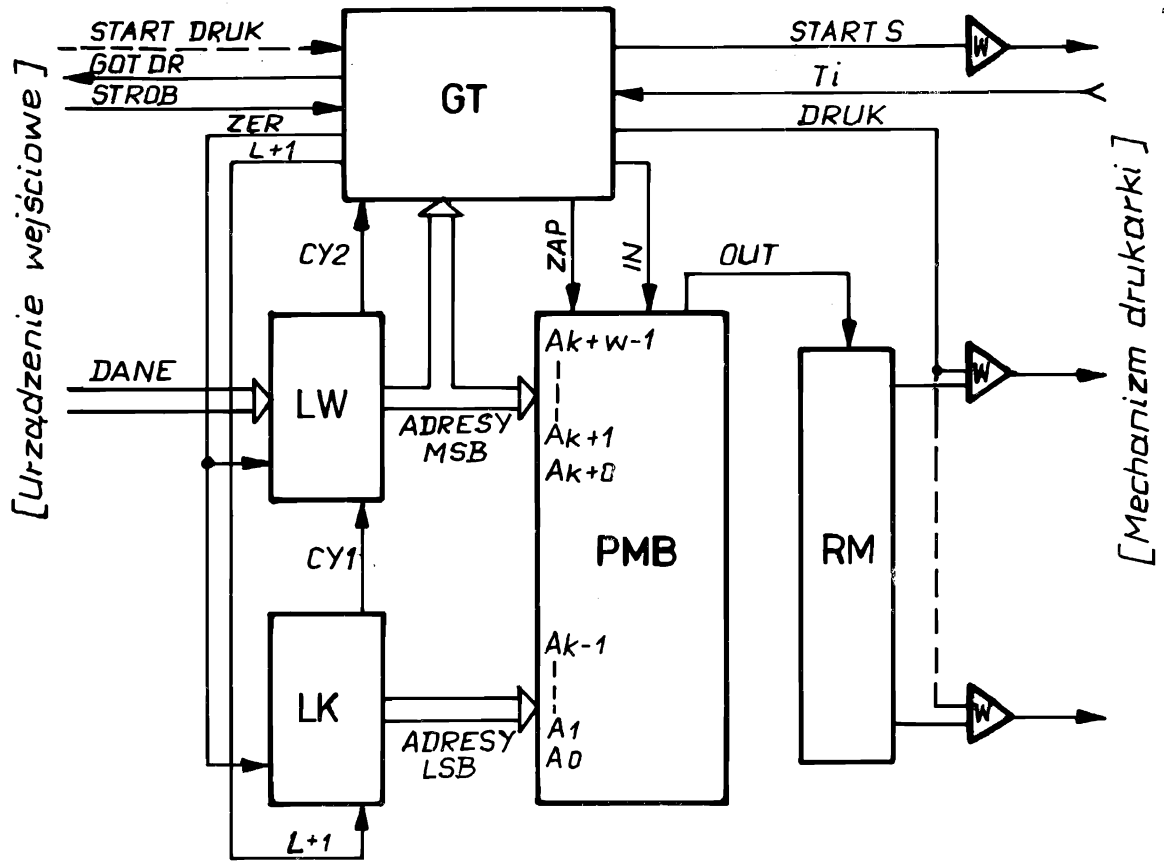 START DRUK
GOT DR
STROB
ZER
L+1
GT
START S
Ti
DRUK
W
[Urządzenie wejściowe]
CY2
ZAP
IN
OUT
DANE
LW
ADRESY
MSB
Ak+w-1
Ak+1
Ak+0
W
[Mechanizm drukarki]
CY1
PMB
RM
LK
ADRESY
LSB
Ak-1
A1
A0
W
L+1